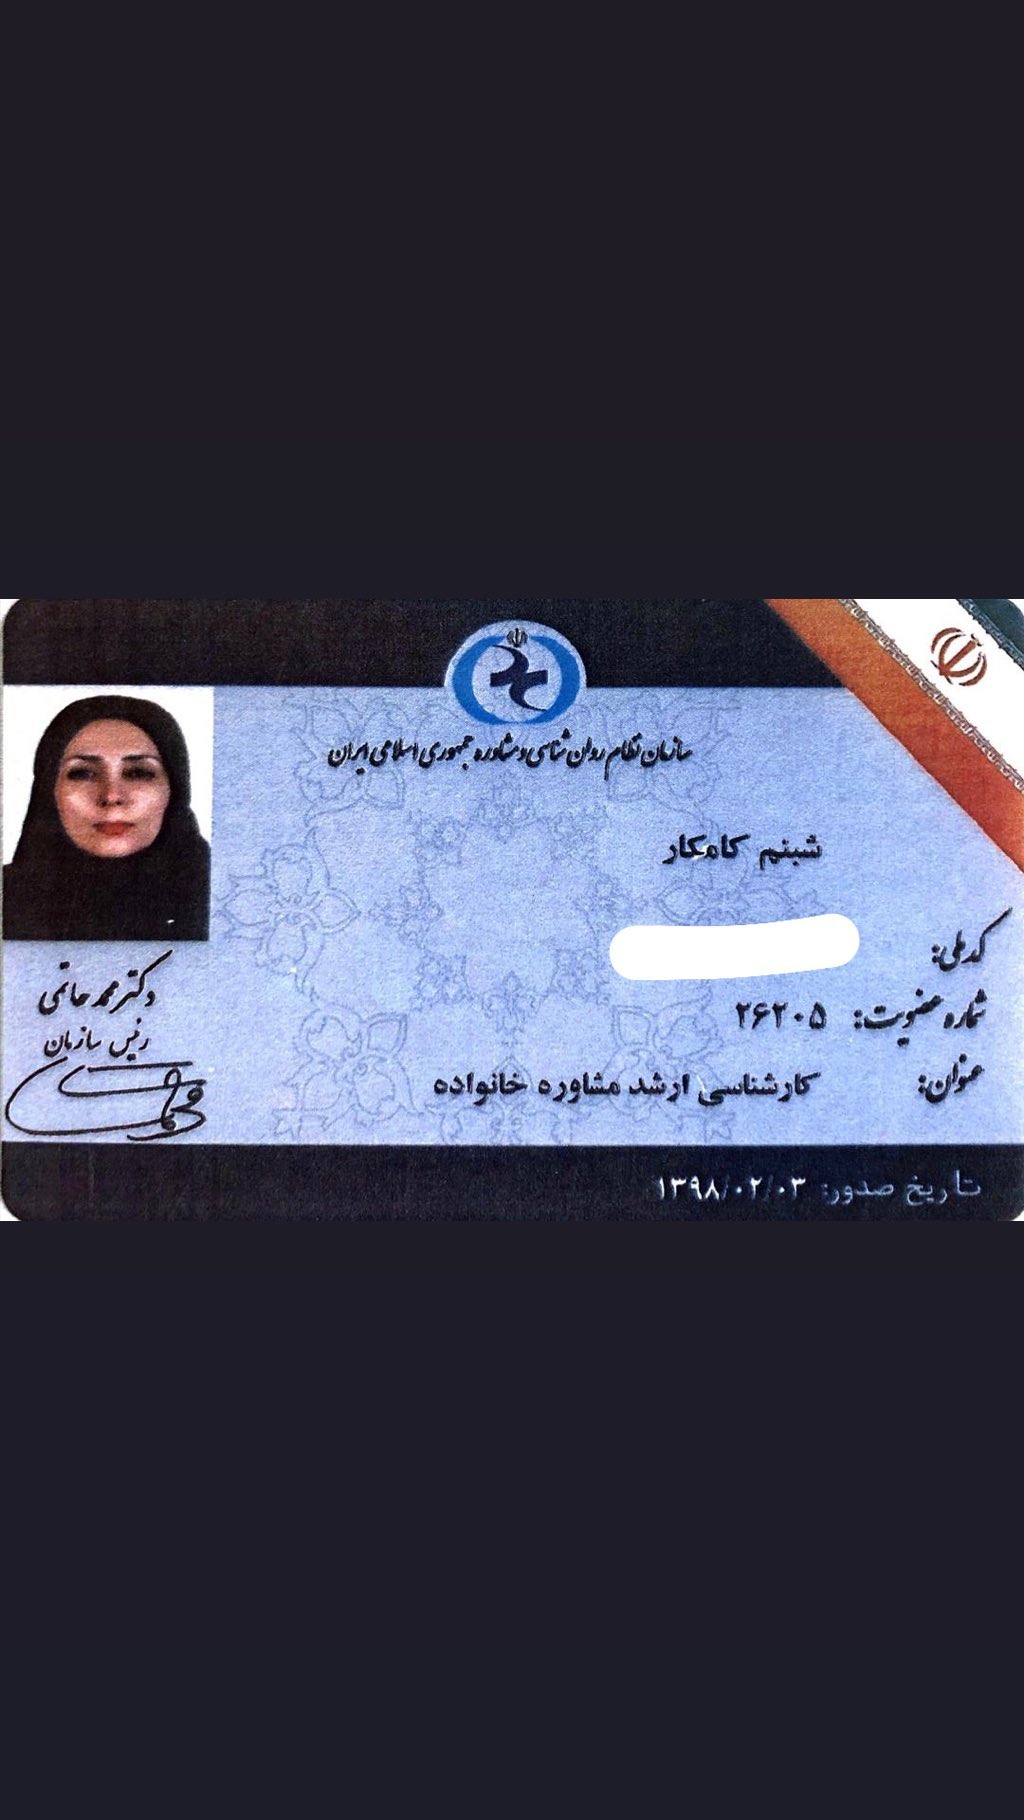 سازمان نظام روان شناسی و مشاوره جمهوری اسلامی ایران
شبنم کامکار
کد ملی:
شماره عضویت: ۲۶۲۰۵
عنوان: کارشناسی ارشد مشاوره خانواده
تاریخ صدور: ۱۳۹۸/۰۲/۰۳
دکتر محمد حاتمی
رئیس سازمان